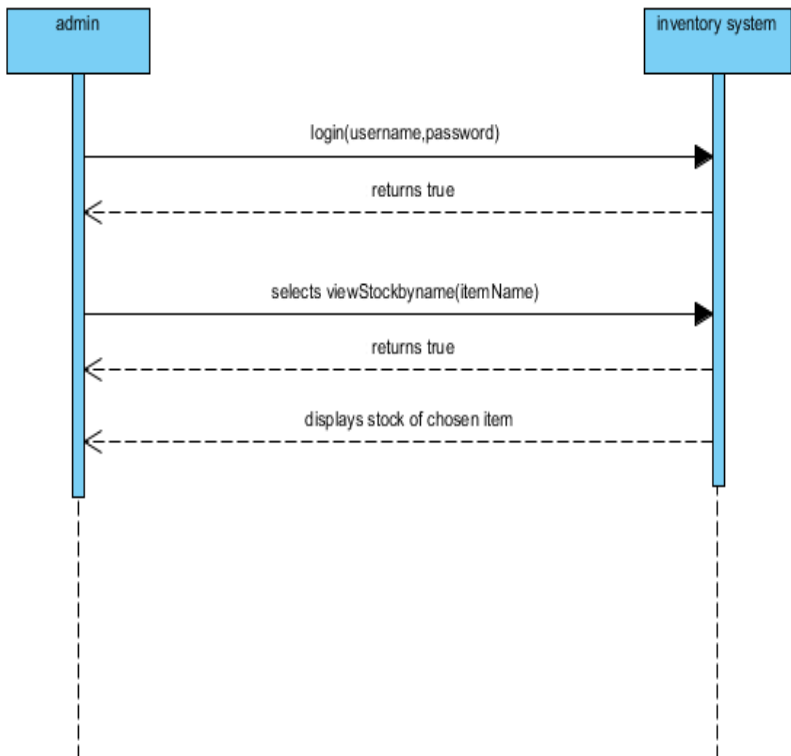 admin
inventory system
login(username,password)
returns true
selects viewStockbyname(itemName)
returns true
displays stock of chosen item